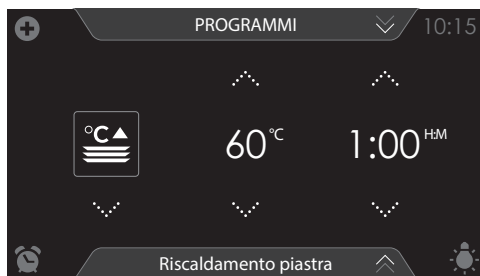 PROGRAMMI 10:15
°C
60 °C 1:00 H:M
Riscaldamento piastra